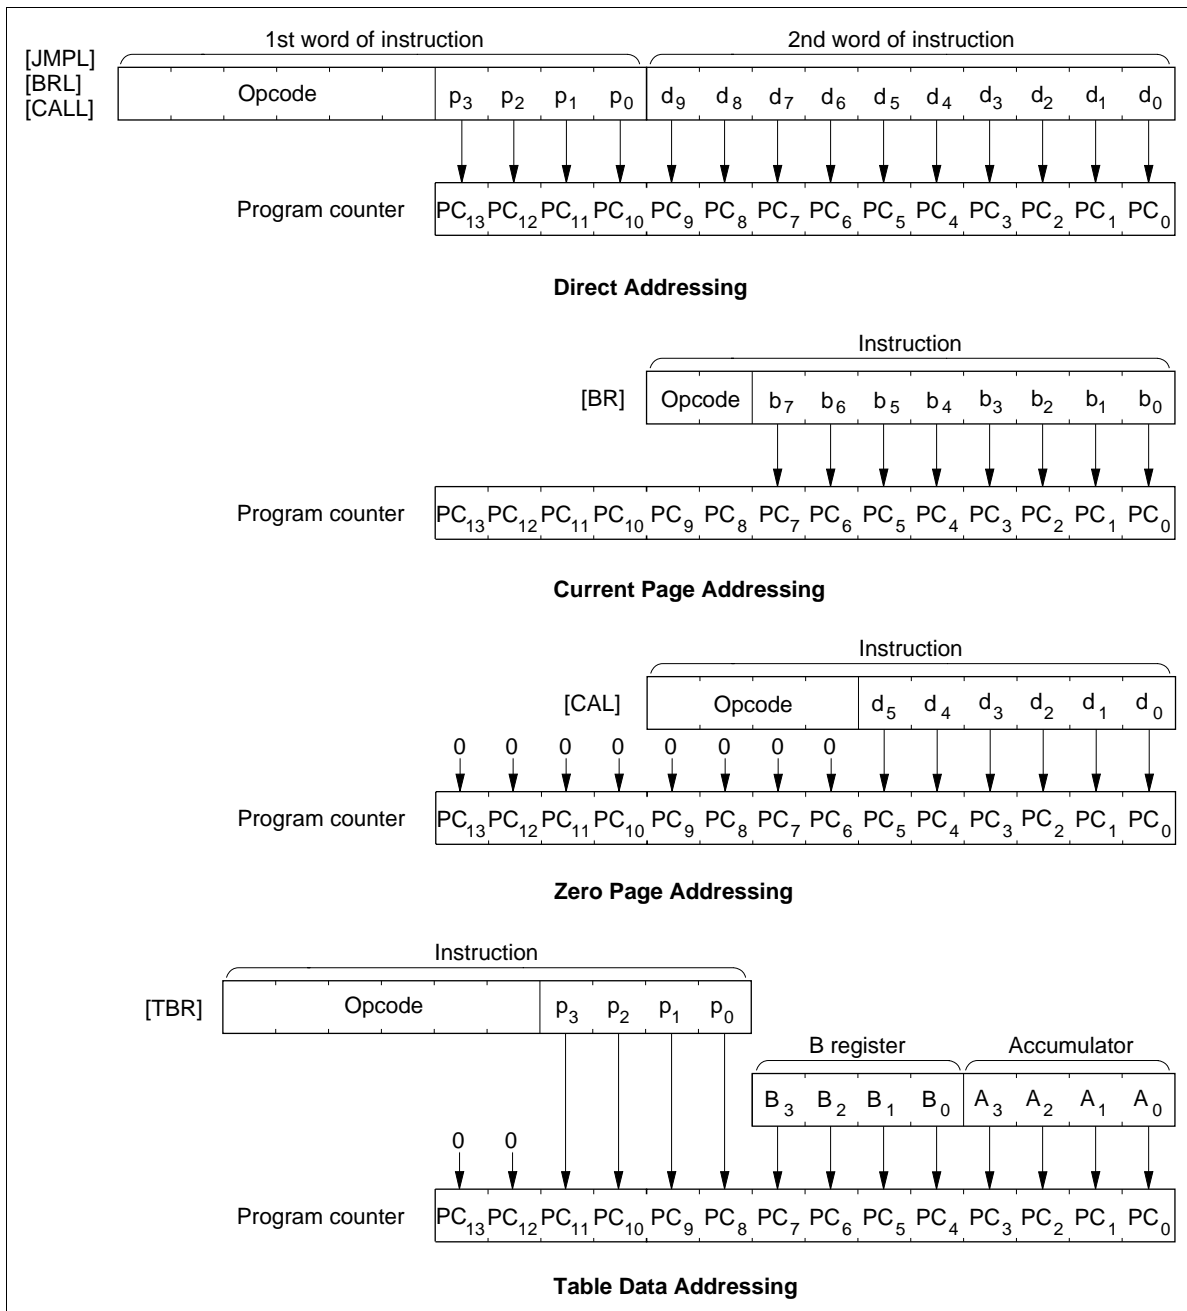 1st word of instruction 2nd word of instruction
[JMPL]
[BRL]
[CALL]
Opcode p3 p2 p1 p0 d9 d8 d7 d6 d5 d4 d3 d2 d1 d0
Program counter PC13 PC12 PC11 PC10 PC9 PC8 PC7 PC6 PC5 PC4 PC3 PC2 PC1 PC0
Direct Addressing
Instruction
[BR] Opcode b7 b6 b5 b4 b3 b2 b1 b0
Program counter PC13 PC12 PC11 PC10 PC9 PC8 PC7 PC6 PC5 PC4 PC3 PC2 PC1 PC0
Current Page Addressing
Instruction
[CAL] Opcode d5 d4 d3 d2 d1 d0
0 0 0 0 0 0 0 0
Program counter PC13 PC12 PC11 PC10 PC9 PC8 PC7 PC6 PC5 PC4 PC3 PC2 PC1 PC0
Zero Page Addressing
Instruction
[TBR] Opcode p3 p2 p1 p0
B register Accumulator
B3 B2 B1 B0 A3 A2 A1 A0
0 0
Program counter PC13 PC12 PC11 PC10 PC9 PC8 PC7 PC6 PC5 PC4 PC3 PC2 PC1 PC0
Table Data Addressing